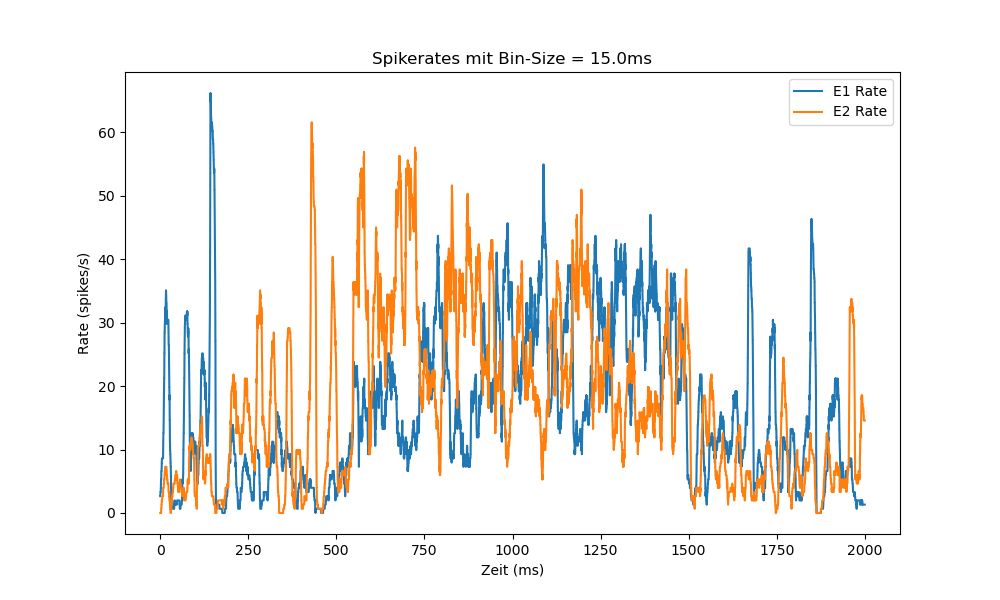 Spikerates mit Bin-Size = 15.0ms
E1 Rate
E2 Rate
Rate (spikes/s)
60
50
40
30
20
10
0
0 250 500 750 1000 1250 1500 1750 2000
Zeit (ms)